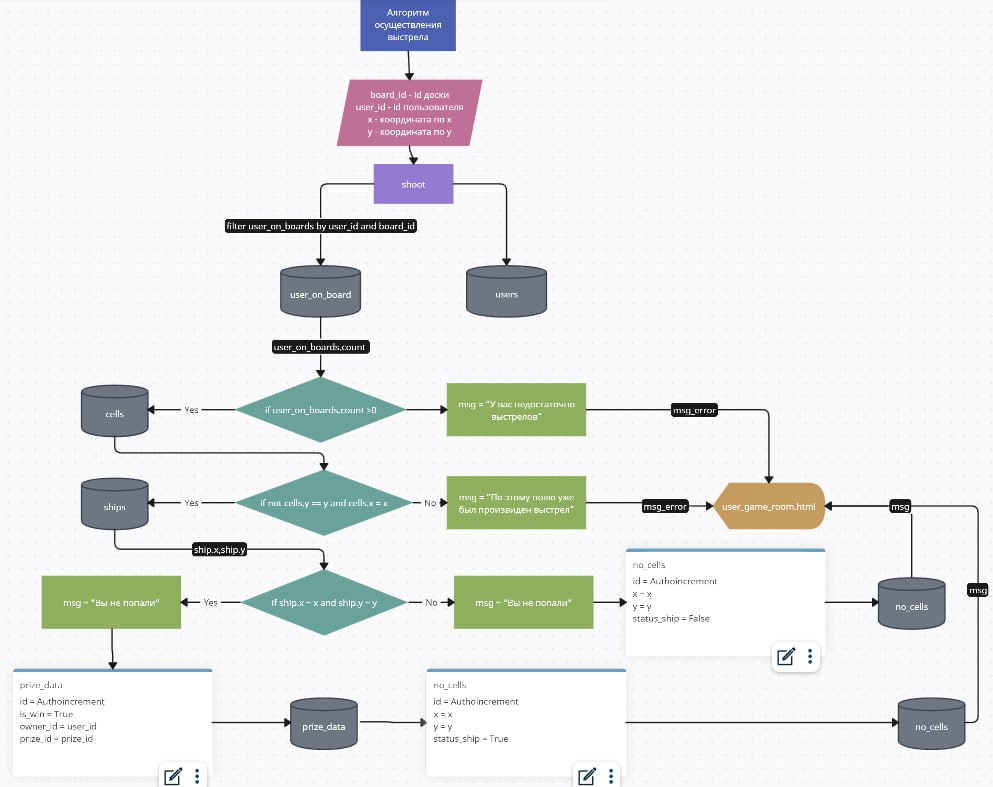 Алгоритм
осуществления
выстрела
board_id - id доски
user_id - id пользователя
x - координата по x
y - координата по y
shoot
filter user_on_boards by user_id and board_id
user_on_board
users
user_on_boards,count
cells
Yes
if user_on_boards,count >0
msg = "У вас недостаточно
выстрелов"
msg_error
ships
Yes
if not cells,y == y and cells,x = x
No
msg = "По этому полю уже
был произвиден выстрел"
msg_error
user_game_room.html
msg
ship.x,ship.y
msg = "Вы не попали"
Yes
if ship.x = x and ship.y = y
No
msg = "Вы не попали"
no_cells
id = Authoincrement
x = x
y = y
status_ship = False
no_cells
msg
prize_data
id = Authoincrement
is_win = True
owner_id = user_id
prize_id = prize_id
prize_data
no_cells
id = Authoincrement
x = x
y = y
status_ship = True
no_cells